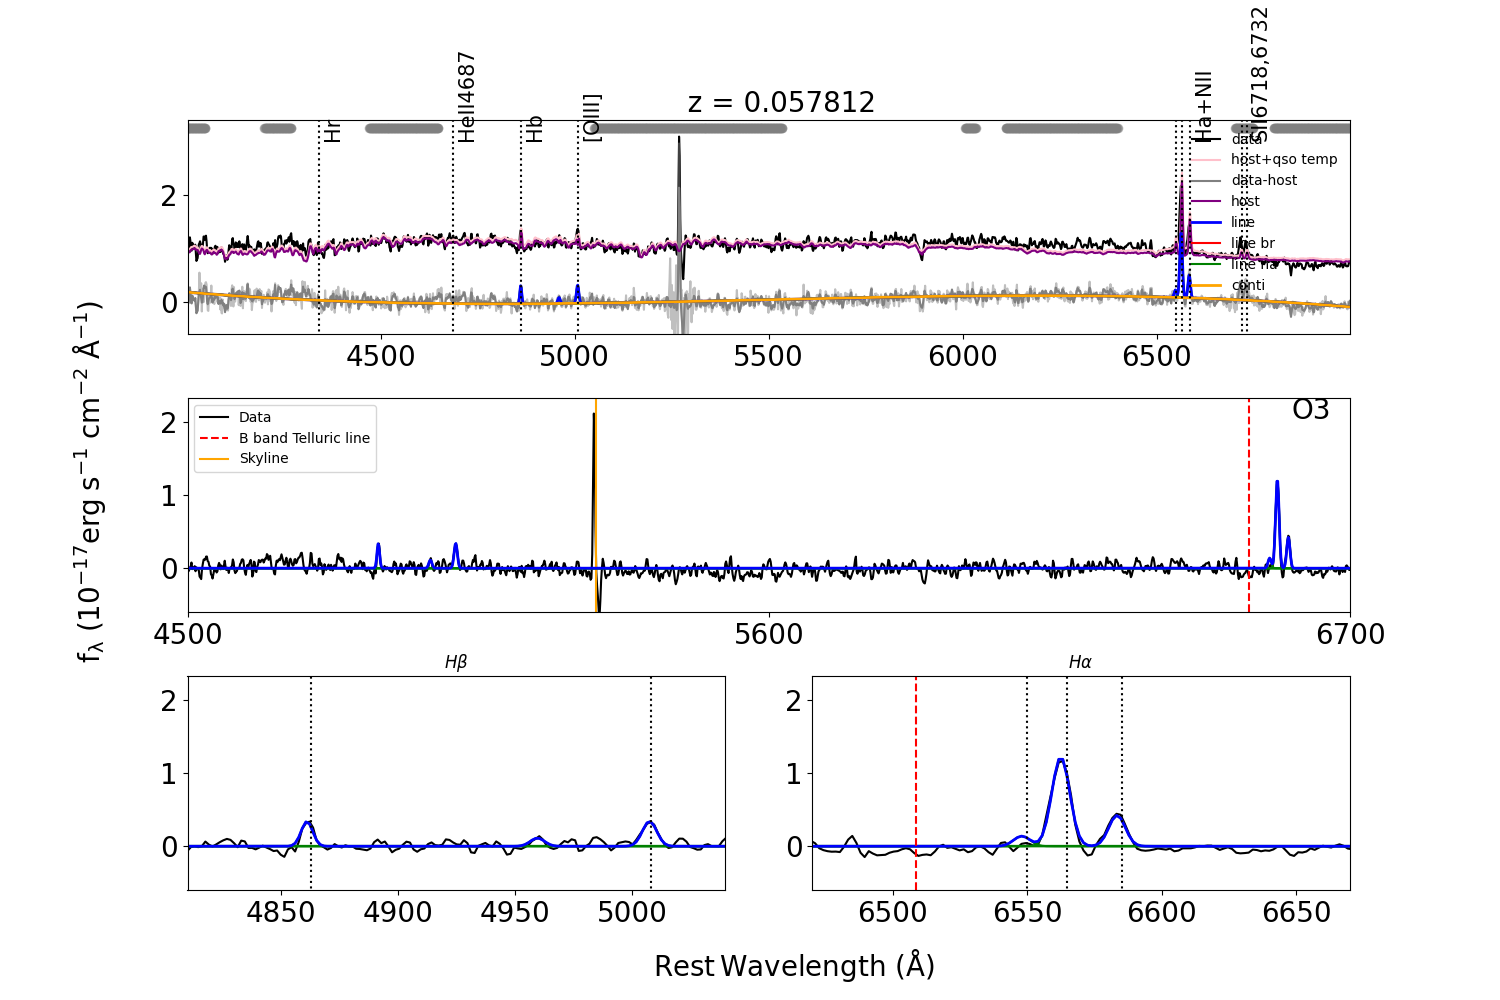 z = 0.057812
Hr
HeII4687
Hb
[OIII]
Ha+NII
SII6718,6732
data
host+qso temp
data-host
host
line
line br
line na
conti
2
0
4500
5000
5500
6000
6500
f_λ (10^−17 erg s^−1 cm^−2 Å^−1)
O3
Data
B band Telluric line
Skyline
2
1
0
4500
5600
6700
Hβ
2
1
0
4850
4900
4950
5000
Hα
2
1
0
6500
6550
6600
6650
Rest Wavelength (Å)